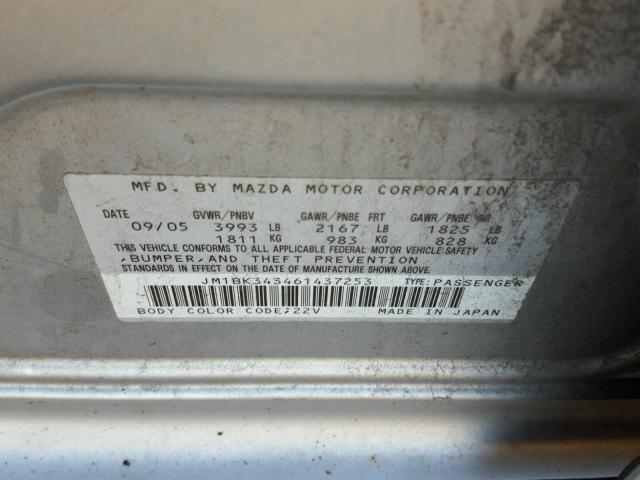 MFD. BY MAZDA MOTOR CORPORATION
DATE GVWR/PNBV GAWR/PNBE FRT GAWR/PNBE RR
09/05 3993 LB 2167 LB 1825 LB
1811 KG 983 KG 828 KG
THIS VEHICLE CONFORMS TO ALL APPLICABLE FEDERAL MOTOR VEHICLE SAFETY
,BUMPER,AND THEFT PREVENTION
STANDARDS IN EFFECT ON THE DATE OF MANUFACTURE SHOWN ABOVE.
JM1BK343461437253 TYPE:PASSENGER
BODY COLOR CODE:22V MADE IN JAPAN